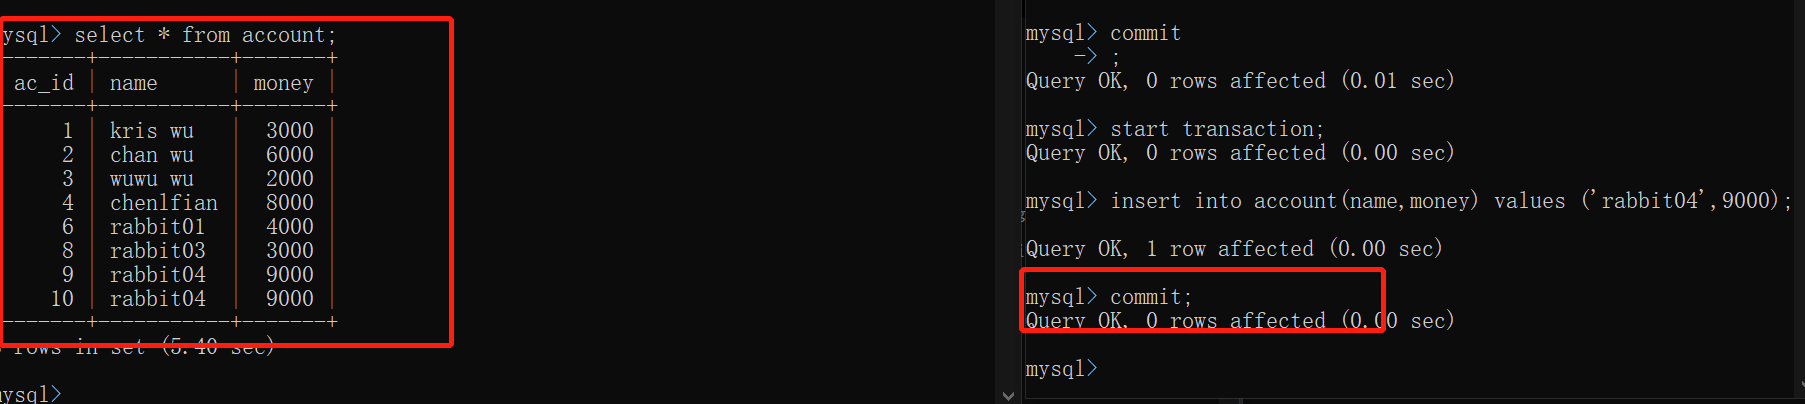 ysql> select * from account;
-------+-----------+-------+
ac_id | name | money |
-------+-----------+-------+
1 | kris wu | 3000 |
2 | chan wu | 6000 |
3 | wuwu wu | 2000 |
4 | chenlfian | 8000 |
6 | rabbit01 | 4000 |
8 | rabbit03 | 3000 |
9 | rabbit04 | 9000 |
10 | rabbit04 | 9000 |
-------+-----------+-------+
rows in set (5.40 sec)
mysql>
mysql> commit
-> ;
Query OK, 0 rows affected (0.01 sec)
mysql> start transaction;
Query OK, 0 rows affected (0.00 sec)
mysql> insert into account(name,money) values ('rabbit04',9000);
Query OK, 1 row affected (0.00 sec)
mysql> commit;
Query OK, 0 rows affected (0.00 sec)
mysql>